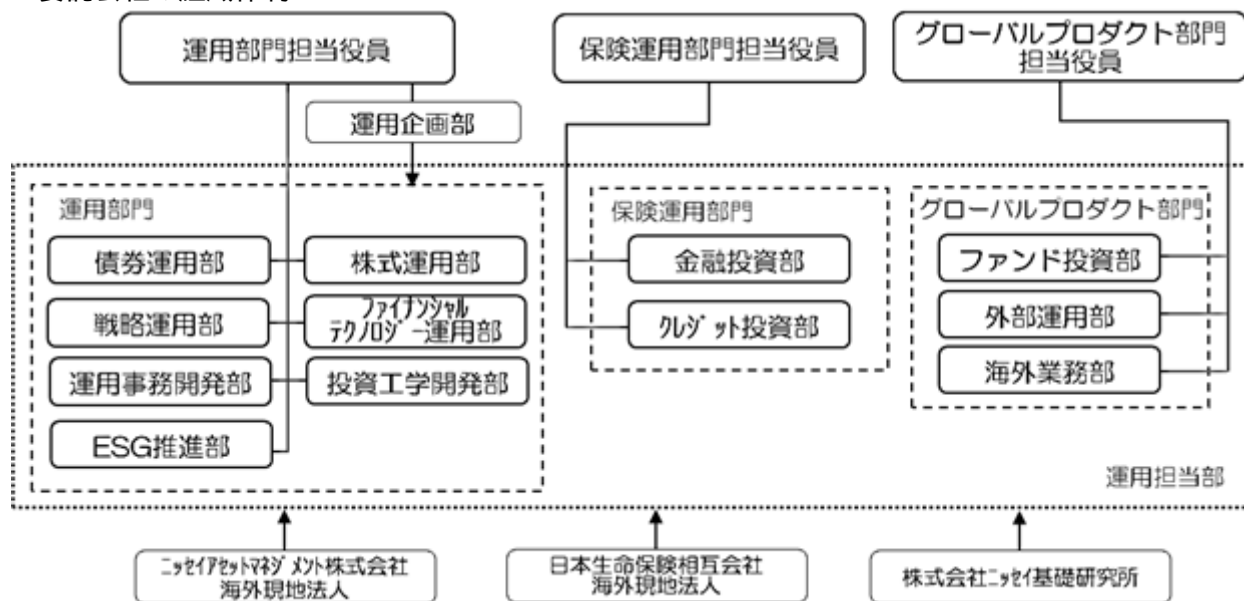 運用部門担当役員
保険運用部門担当役員
グローバルプロダクト部門
担当役員
運用企画部
運用部門
保険運用部門
グローバルプロダクト部門
債券運用部
株式運用部
金融投資部
ファンド投資部
戦略運用部
ﾌｧｲﾅﾝｼｬﾙ
ﾃｸﾉﾛｼﾞｰ運用部
ｸﾚｼﾞｯﾄ投資部
外部運用部
運用事務開発部
投資工学開発部
海外業務部
ESG推進部
運用担当部
ﾆｯｾｲｱｾｯﾄﾏﾈｼﾞﾒﾝﾄ株式会社
海外現地法人
日本生命保険相互会社
海外現地法人
株式会社ﾆｯｾｲ基礎研究所